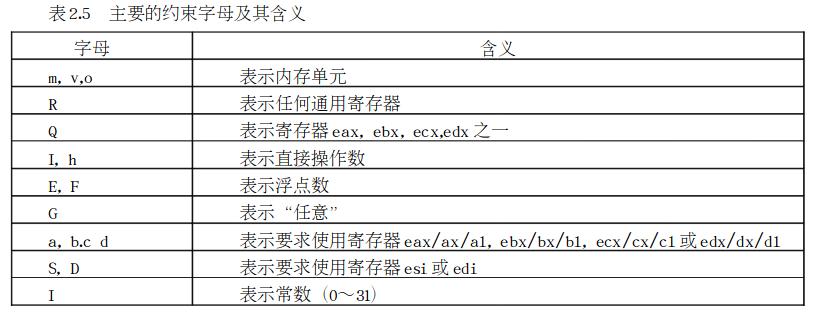 表2.5 主要的约束字母及其含义
字母 含义
m, v,o 表示内存单元
R 表示任何通用寄存器
Q 表示寄存器eax, ebx, ecx,edx之一
I, h 表示直接操作数
E, F 表示浮点数
G 表示“任意”
a, b.c d 表示要求使用寄存器eax/ax/a1, ebx/bx/b1, ecx/cx/c1或edx/dx/d1
S, D 表示要求使用寄存器esi或edi
I 表示常数（0～31）